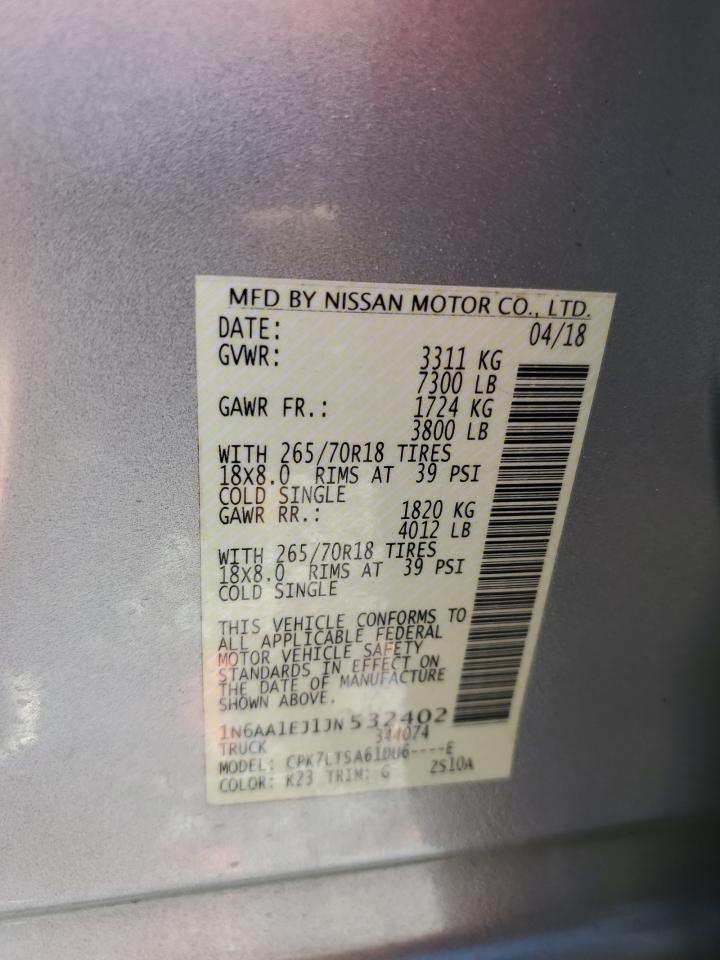 MFD BY NISSAN MOTOR CO., LTD.
DATE: 04/18
GVWR: 3311 KG
7300 LB
GAWR FR.: 1724 KG
3800 LB
WITH 265/70R18 TIRES
18X8.0 RIMS AT 39 PSI
COLD SINGLE
GAWR RR.: 1820 KG
4012 LB
WITH 265/70R18 TIRES
18X8.0 RIMS AT 39 PSI
COLD SINGLE
THIS VEHICLE CONFORMS TO
ALL APPLICABLE FEDERAL
MOTOR VEHICLE SAFETY
STANDARDS IN EFFECT ON
THE DATE OF MANUFACTURE
SHOWN ABOVE.
1N6AA1EJ1JN532402
TRUCK 344074
MODEL: CPK7LTSA61DU6----E
COLOR: K23 TRIM: G 2S10A